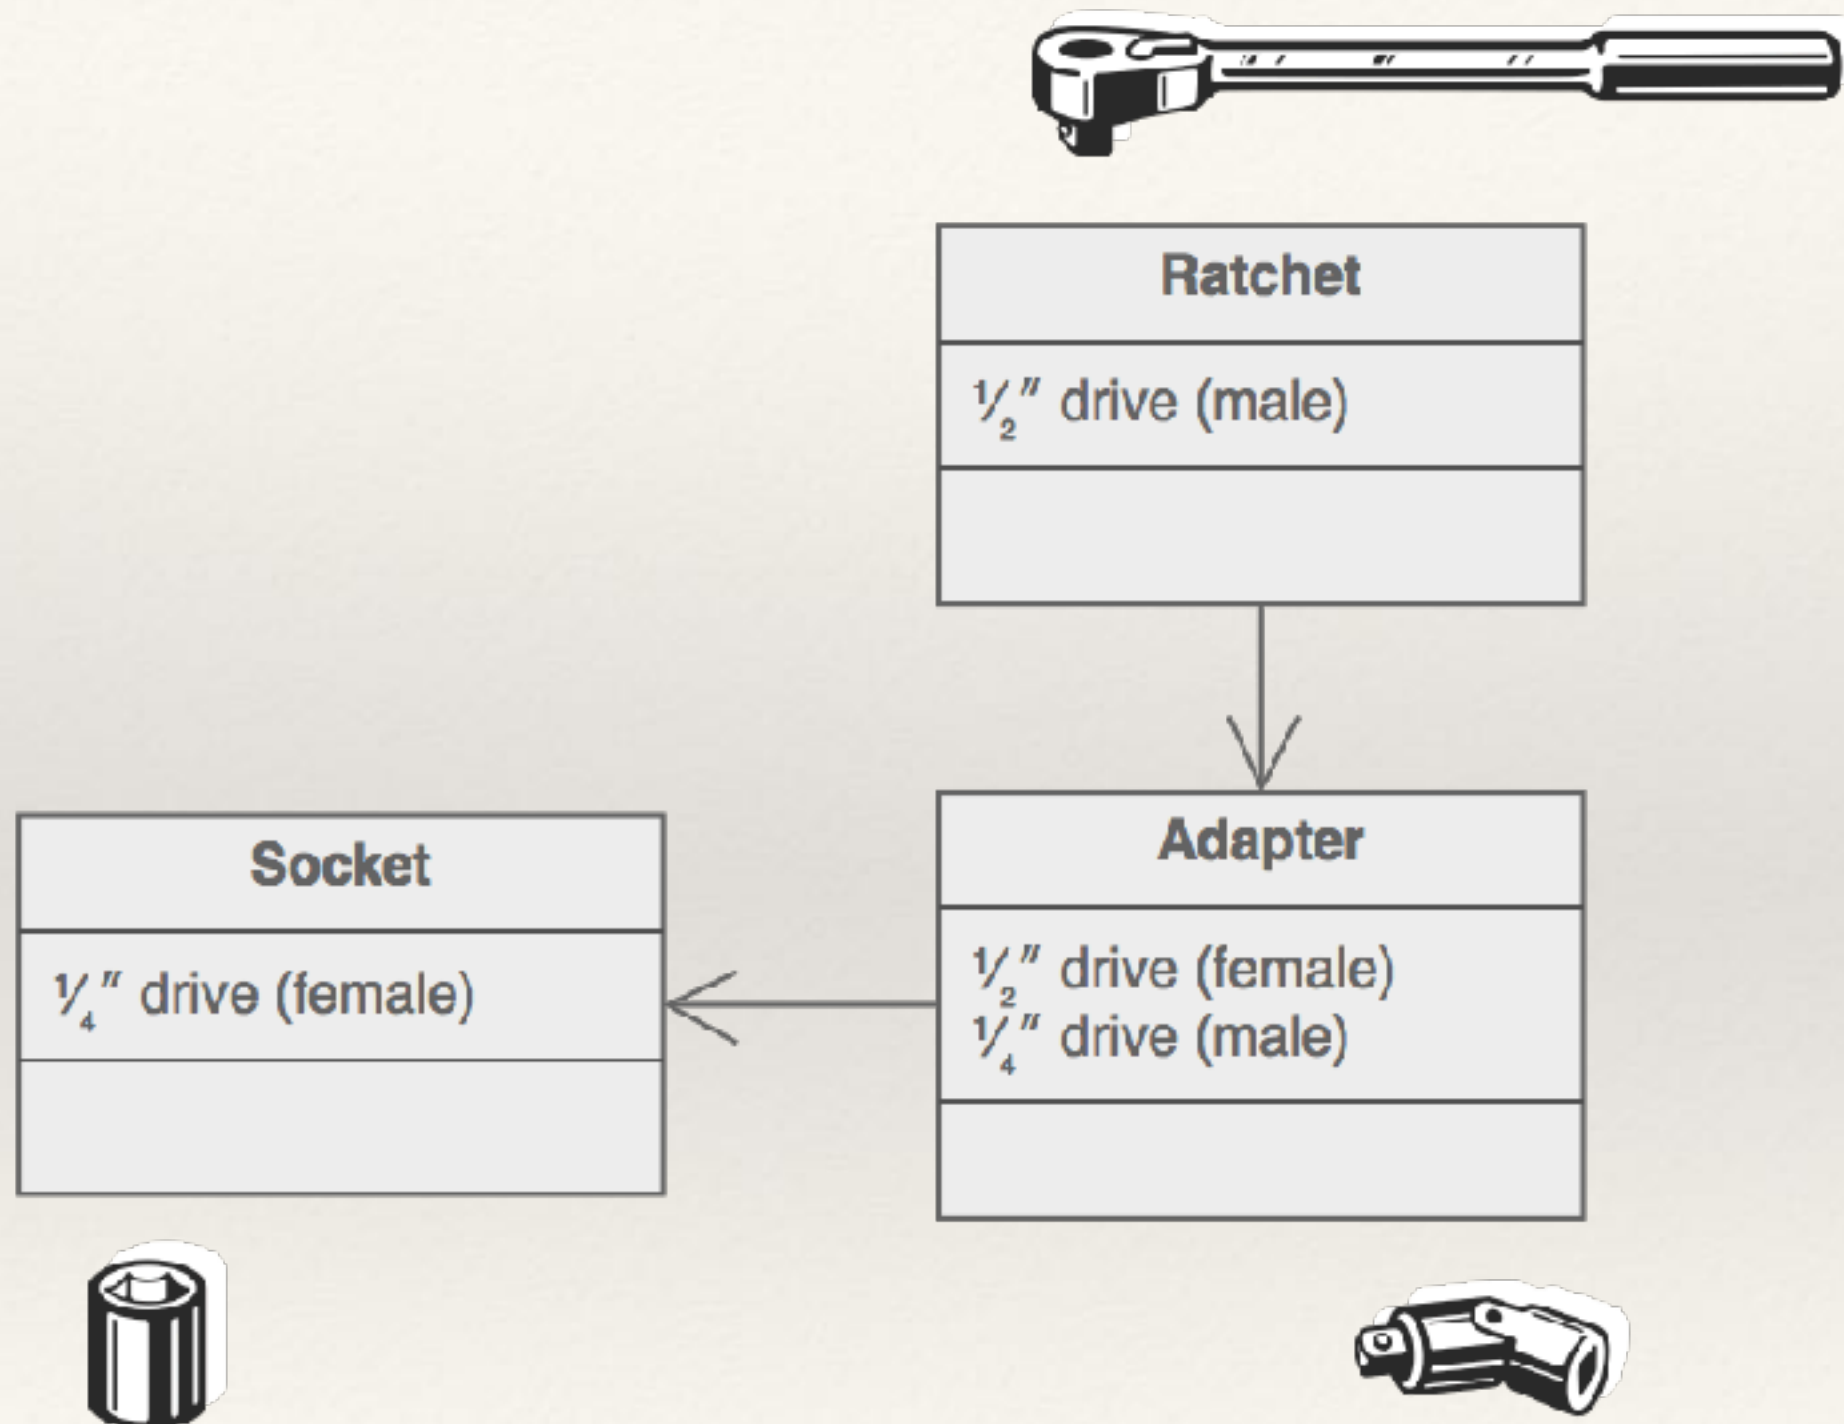 Ratchet
½″ drive (male)
Adapter
½″ drive (female)
¼″ drive (male)
Socket
¼″ drive (female)